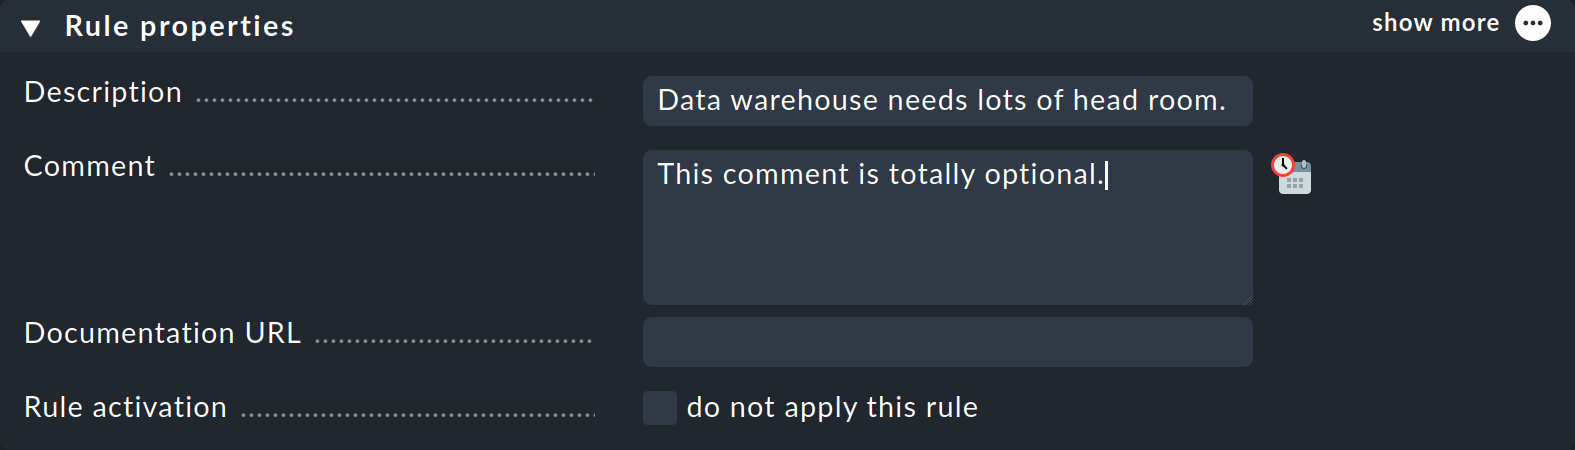 Rule properties
show more
Description
Data warehouse needs lots of head room.
Comment
This comment is totally optional.
Documentation URL
Rule activation
do not apply this rule